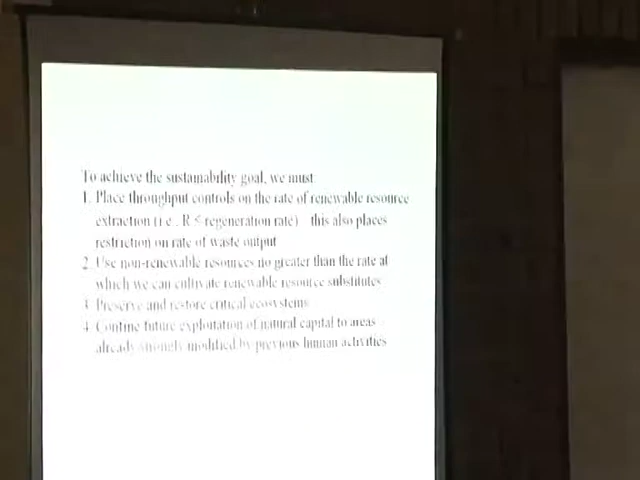 To achieve the sustainability goal, we must
1. Place throughput controls on the rate of renewable resource
extraction (i.e., R ≤ regeneration rate) this also places
restriction on rate of waste output
2. Use non-renewable resources no greater than the rate at
which we can cultivate renewable resource substitutes
3. Preserve and restore critical ecosystems
4. Confine future exploitation of natural capital to areas
already strongly modified by previous human activities